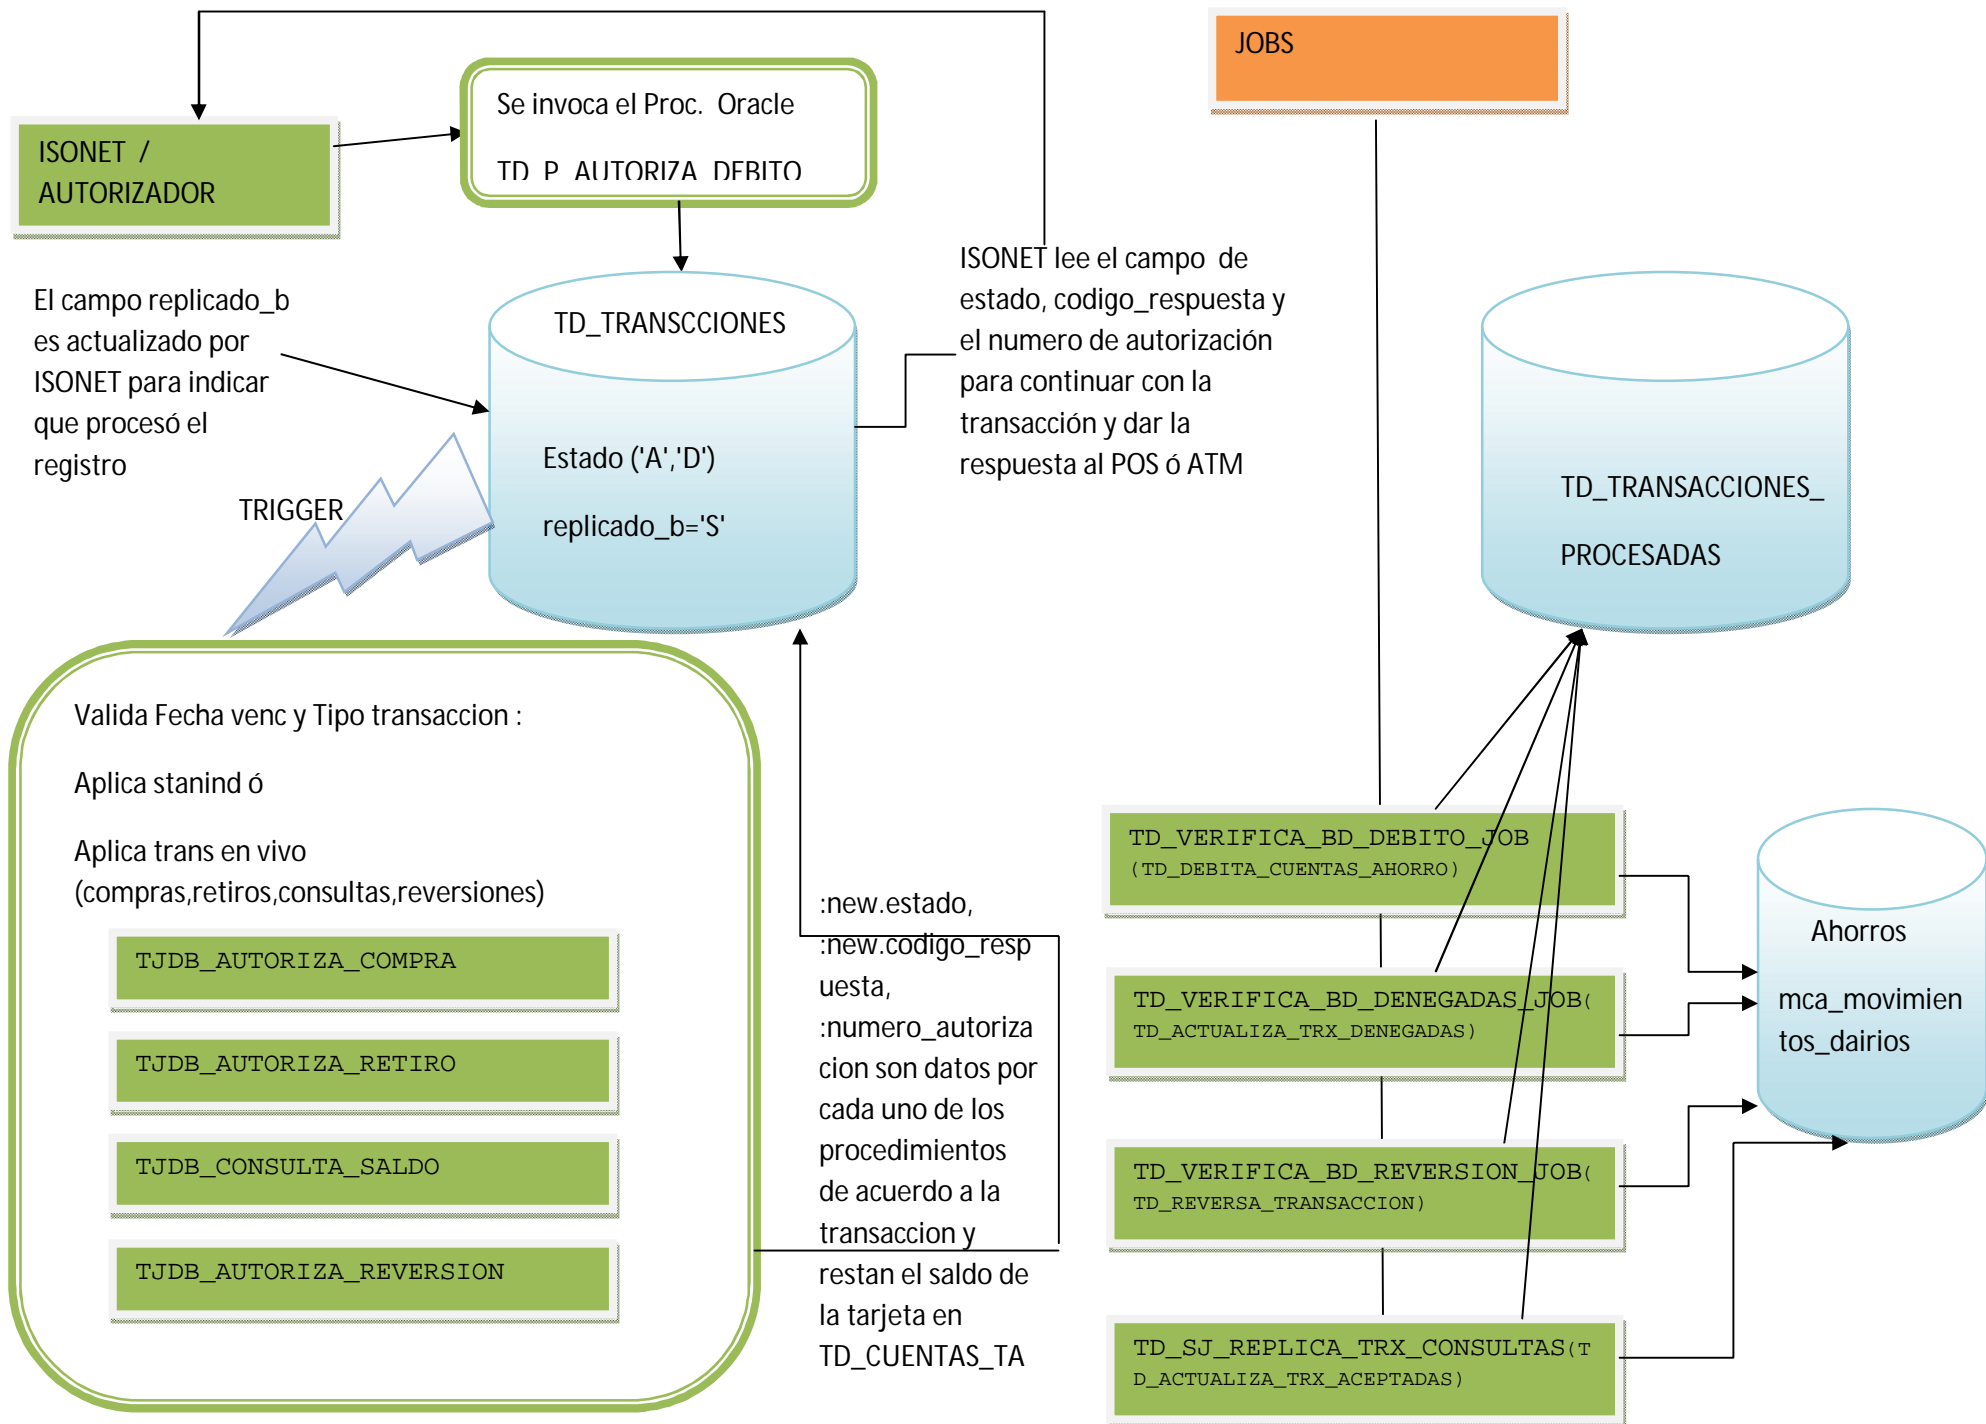 JOBS
Se invoca el Proc. Oracle
TD_P_AUTORIZA_DEBITO
ISONET /
AUTORIZADOR
El campo replicado_b
es actualizado por
ISONET para indicar
que procesó el
registro
TD_TRANSCCIONES
Estado ('A','D')
replicado_b='S'
ISONET lee el campo de
estado, codigo_respuesta y
el numero de autorización
para continuar con la
transacción y dar la
respuesta al POS ó ATM
TD_TRANSACCIONES_
PROCESADAS
TRIGGER
Valida Fecha venc y Tipo transaccion :
Aplica stanind ó
Aplica trans en vivo
(compras,retiros,consultas,reversiones)
TJDB_AUTORIZA_COMPRA
TJDB_AUTORIZA_RETIRO
TJDB_CONSULTA_SALDO
TJDB_AUTORIZA_REVERSION
:new.estado,
:new.codigo_resp
uesta,
:numero_autoriza
cion son datos por
cada uno de los
procedimientos
de acuerdo a la
transaccion y
restan el saldo de
la tarjeta en
TD_CUENTAS_TA
TD_VERIFICA_BD_DEBITO_JOB
(TD_DEBITA_CUENTAS_AHORRO)
TD_VERIFICA_BD_DENEGADAS_JOB(
TD_ACTUALIZA_TRX_DENEGADAS)
TD_VERIFICA_BD_REVERSION_JOB(
TD_REVERSA_TRANSACCION)
TD_SJ_REPLICA_TRX_CONSULTAS(T
D_ACTUALIZA_TRX_ACEPTADAS)
Ahorros
mca_movimien
tos_dairios